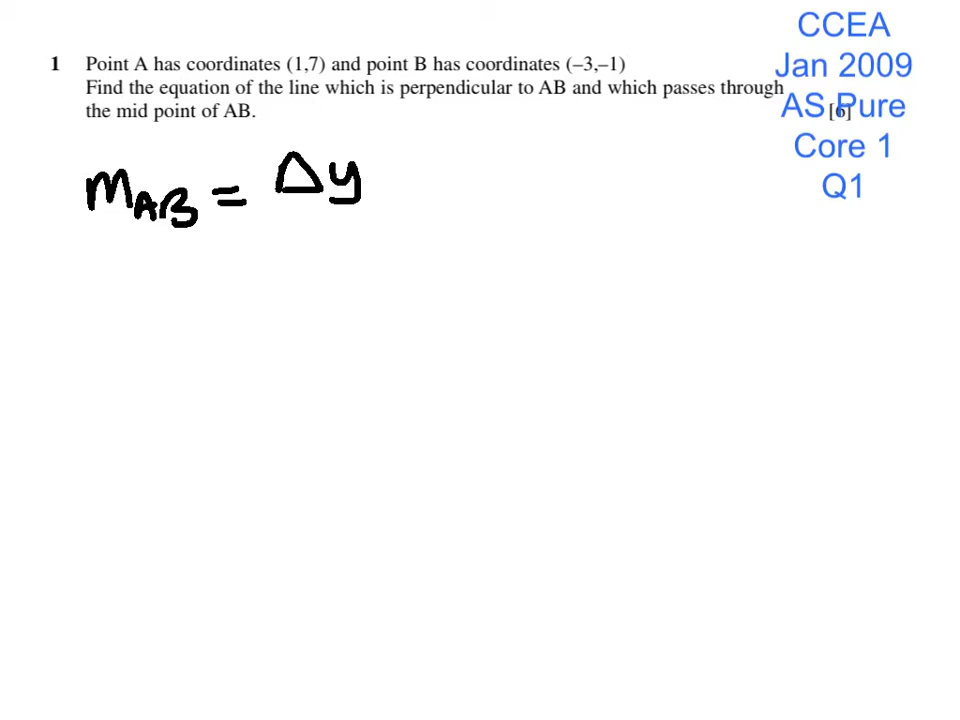 1 Point A has coordinates (1,7) and point B has coordinates (–3,–1)
Find the equation of the line which is perpendicular to AB and which passes through
the mid point of AB. [6]
CCEA
Jan 2009
AS Pure
Core 1
Q1
m_AB = Δy